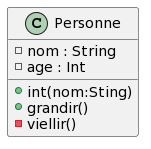 C Personne
nom : String
age : Int
int(nom:Sting)
grandir()
viellir()